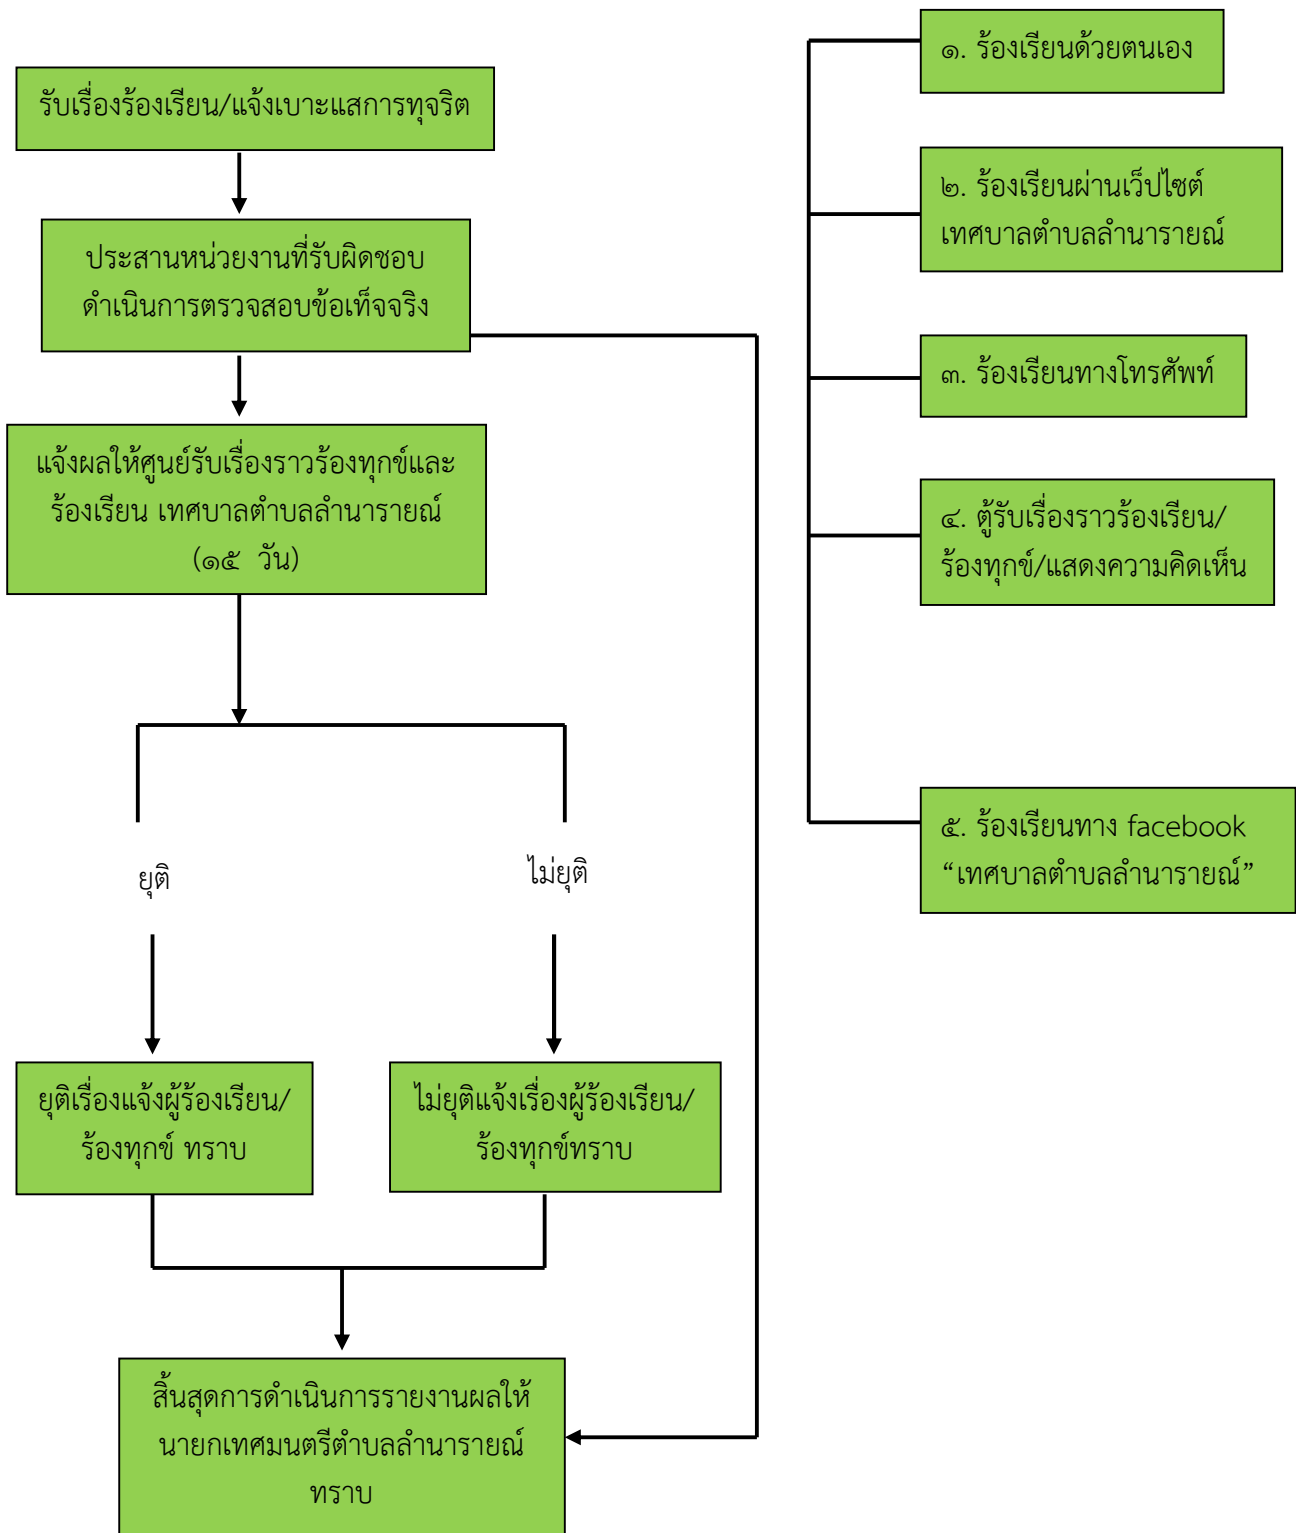 รับเรื่องร้องเรียน/แจ้งเบาะแสการทุจริต
ประสานหน่วยงานที่รับผิดชอบ
ดำเนินการตรวจสอบข้อเท็จจริง
แจ้งผลให้ศูนย์รับเรื่องราวร้องทุกข์และ
ร้องเรียน เทศบาลตำบลลำนารายณ์
(๑๕ วัน)
ยุติ
ไม่ยุติ
ยุติเรื่องแจ้งผู้ร้องเรียน/
ร้องทุกข์ ทราบ
ไม่ยุติแจ้งเรื่องผู้ร้องเรียน/
ร้องทุกข์ทราบ
สิ้นสุดการดำเนินการรายงานผลให้
นายกเทศมนตรีตำบลลำนารายณ์
ทราบ
๑. ร้องเรียนด้วยตนเอง
๒. ร้องเรียนผ่านเว็ปไซต์
เทศบาลตำบลลำนารายณ์
๓. ร้องเรียนทางโทรศัพท์
๔. ตู้รับเรื่องราวร้องเรียน/
ร้องทุกข์/แสดงความคิดเห็น
๕. ร้องเรียนทาง facebook
“เทศบาลตำบลลำนารายณ์”